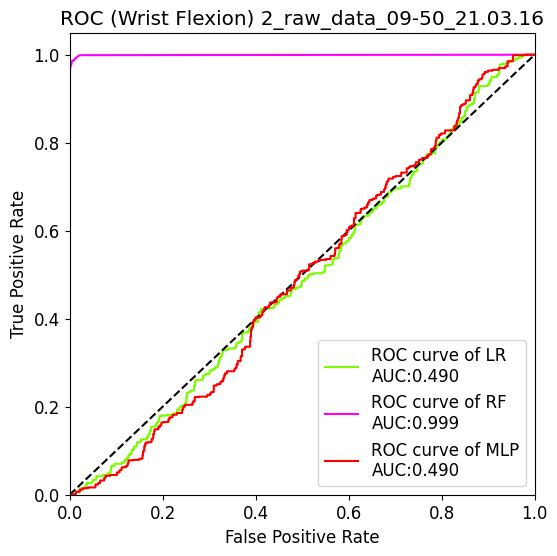 ROC (Wrist Flexion) 2_raw_data_09-50_21.03.16
1.0
0.8
0.6
0.4
0.2
0.0
True Positive Rate
ROC curve of LR
AUC:0.490
ROC curve of RF
AUC:0.999
ROC curve of MLP
AUC:0.490
0.0 0.2 0.4 0.6 0.8 1.0
False Positive Rate